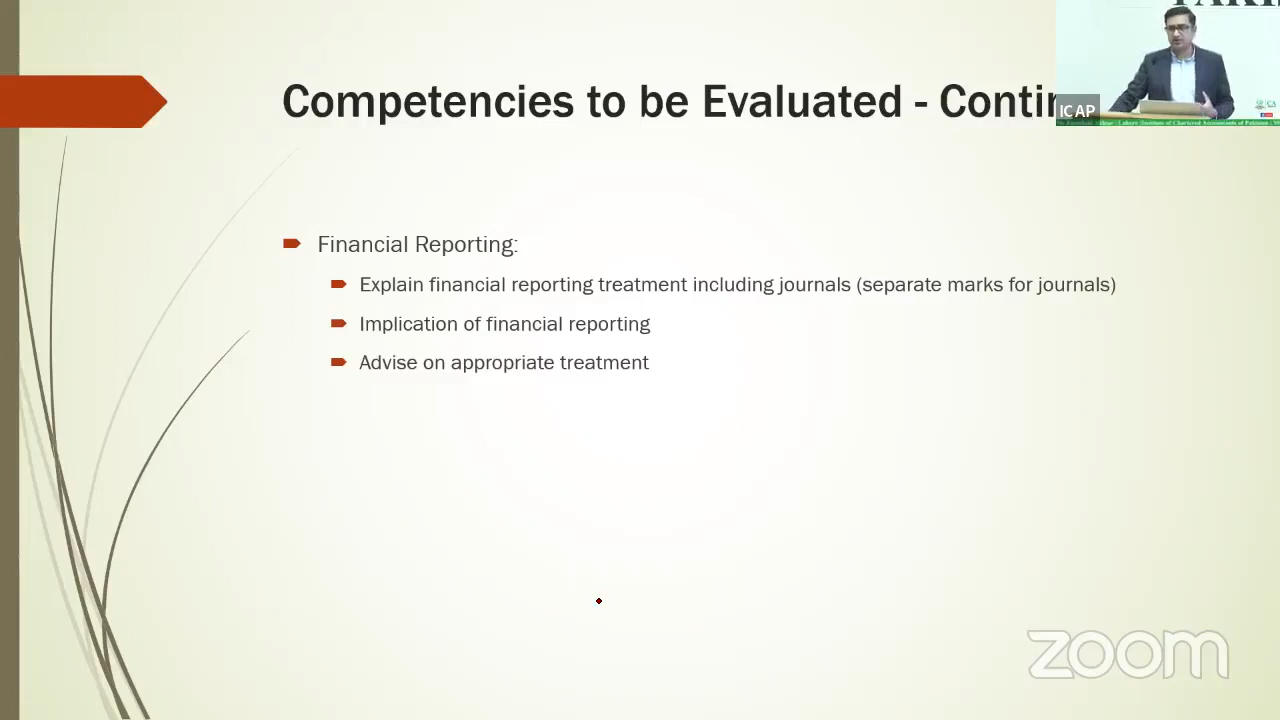 Competencies to be Evaluated - Contin
ICAP
Financial Reporting:
Explain financial reporting treatment including journals (separate marks for journals)
Implication of financial reporting
Advise on appropriate treatment
zoom